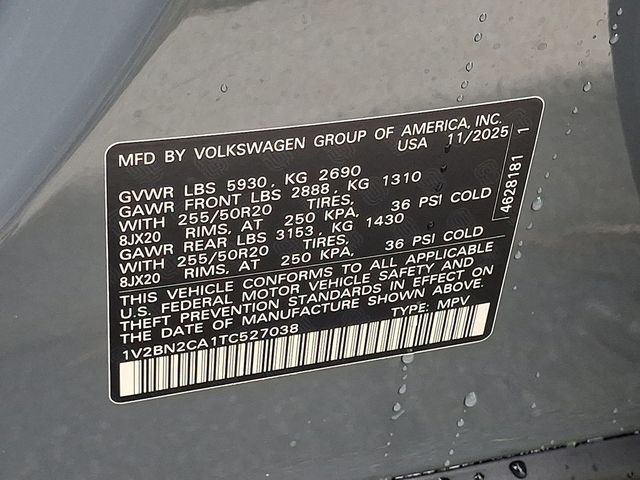 MFD BY VOLKSWAGEN GROUP OF AMERICA, INC.
USA 11/2025
GVWR LBS 5930, KG 2690
GAWR FRONT LBS 2888, KG 1310
WITH 255/50R20 TIRES,
8JX20 RIMS, AT 250 KPA, 36 PSI COLD
GAWR REAR LBS 3153, KG 1430
WITH 255/50R20 TIRES,
8JX20 RIMS, AT 250 KPA, 36 PSI COLD
THIS VEHICLE CONFORMS TO ALL APPLICABLE
U.S. FEDERAL MOTOR VEHICLE SAFETY AND
THEFT PREVENTION STANDARDS IN EFFECT ON
THE DATE OF MANUFACTURE SHOWN ABOVE.
1V2BN2CA1TC527038 TYPE: MPV
4628181 1